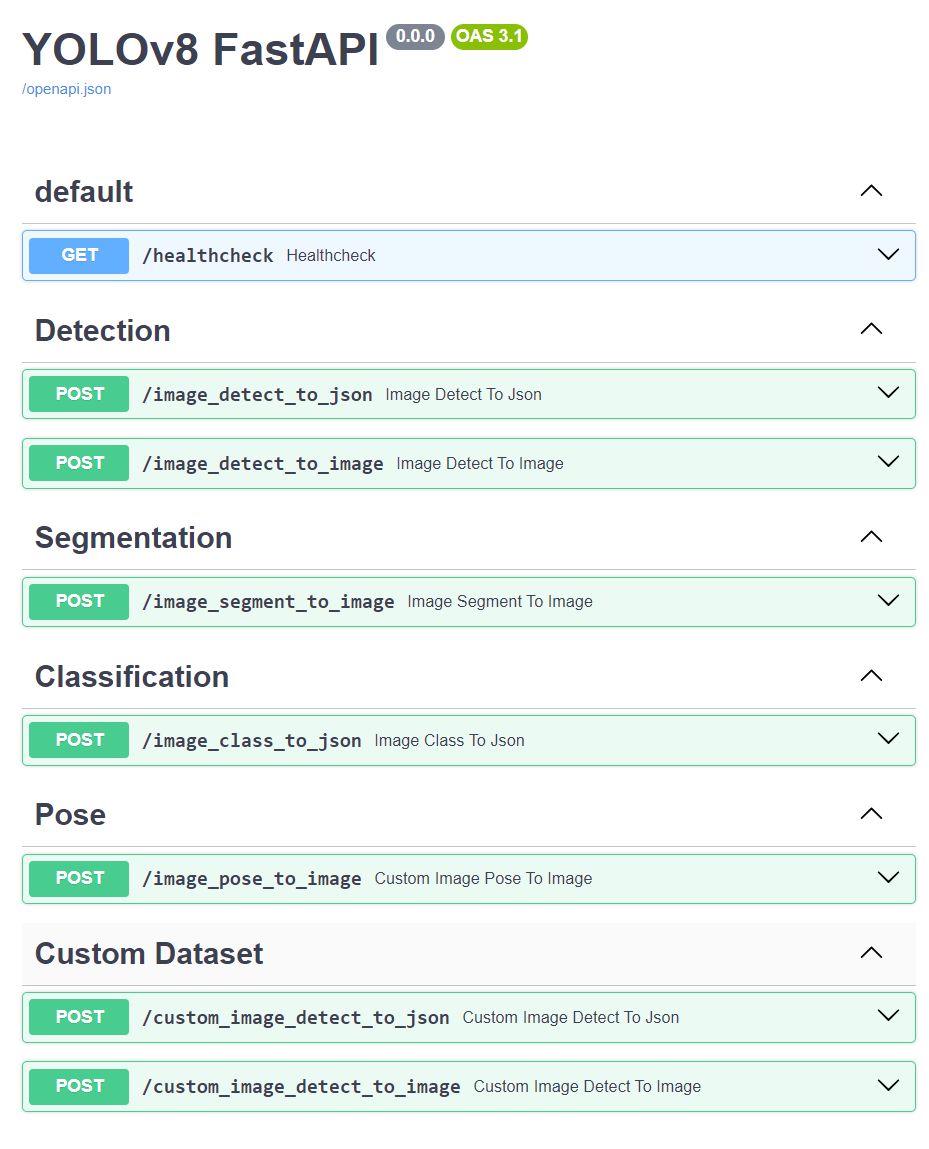 YOLOv8 FastAPI 0.0.0 OAS 3.1
/openapi.json
default
GET /healthcheck Healthcheck
Detection
POST /image_detect_to_json Image Detect To Json
POST /image_detect_to_image Image Detect To Image
Segmentation
POST /image_segment_to_image Image Segment To Image
Classification
POST /image_class_to_json Image Class To Json
Pose
POST /image_pose_to_image Custom Image Pose To Image
Custom Dataset
POST /custom_image_detect_to_json Custom Image Detect To Json
POST /custom_image_detect_to_image Custom Image Detect To Image